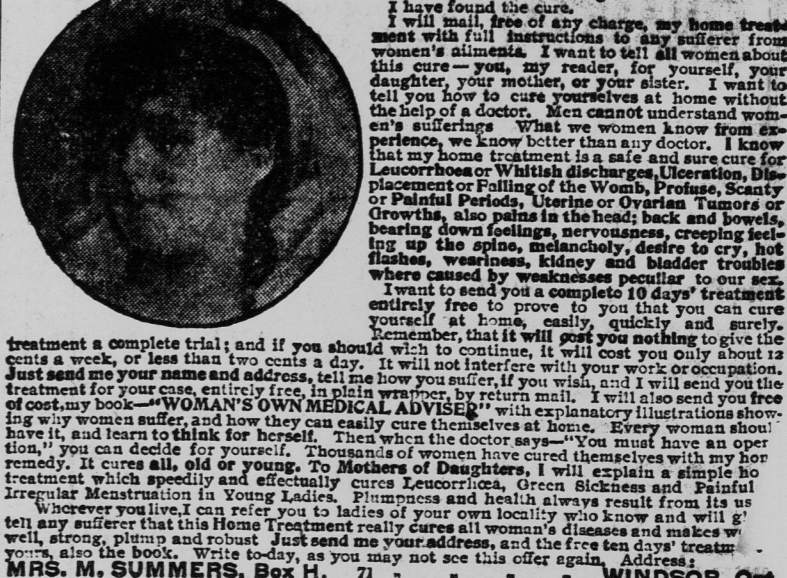 I have found the cure.
I will mail, free of any charge, my home treat-
ment with full instructions to any sufferer from
women's ailments. I want to tell all women about
this cure — you, my reader, for yourself, your
daughter, your mother, or your sister. I want to
tell you how to cure yourselves at home without
the help of a doctor. Men cannot understand wom-
en's sufferings What we women know from ex-
perience, we know better than any doctor. I know
that my home treatment is a safe and sure cure for
Leucorrhoea or Whitish discharges, Ulceration, Dis-
placement or Falling of the Womb, Profuse, Scanty
or Painful Periods, Uterine or Ovarian Tumors or
Growths, also pains in the head; back and bowels,
bearing down feelings, nervousness, creeping feel-
ing up the spine, melancholy, desire to cry, hot
flashes, weariness, kidney and bladder troubles
where caused by weaknesses peculiar to our sex.
I want to send you a complete 10 days' treatment
entirely free to prove to you that you can cure
yourself at home, easily, quickly and surely.
Remember, that it will cost you nothing to give the
treatment a complete trial; and if you should wish to continue, it will cost you only about 12
cents a week, or less than two cents a day. It will not interfere with your work or occupation.
Just send me your name and address, tell me how you suffer, if you wish, and I will send you the
treatment for your case, entirely free, in plain wrapper, by return mail. I will also send you free
of cost, my book—"WOMAN'S OWN MEDICAL ADVISER" with explanatory illustrations show-
ing why women suffer, and how they can easily cure themselves at home. Every woman shoul
have it, and learn to think for herself. Then when the doctor says—"You must have an oper
tion," you can decide for yourself. Thousands of women have cured themselves with my hom
remedy. It cures all, old or young. To Mothers of Daughters, I will explain a simple ho
treatment which speedily and effectually cures Leucorrhœa, Green Sickness and Painful
Irregular Menstruation in Young Ladies. Plumpness and health always result from its us
Wherever you live, I can refer you to ladies of your own locality who know and will g
tell any sufferer that this Home Treatment really cures all woman's diseases and makes w
well, strong, plump and robust Just send me your address, and the free ten days' treatm
yours, also the book. Write to-day, as you may not see this offer again. Address:
MRS. M. SUMMERS, Box H. 71 WINDSOR, Ont.